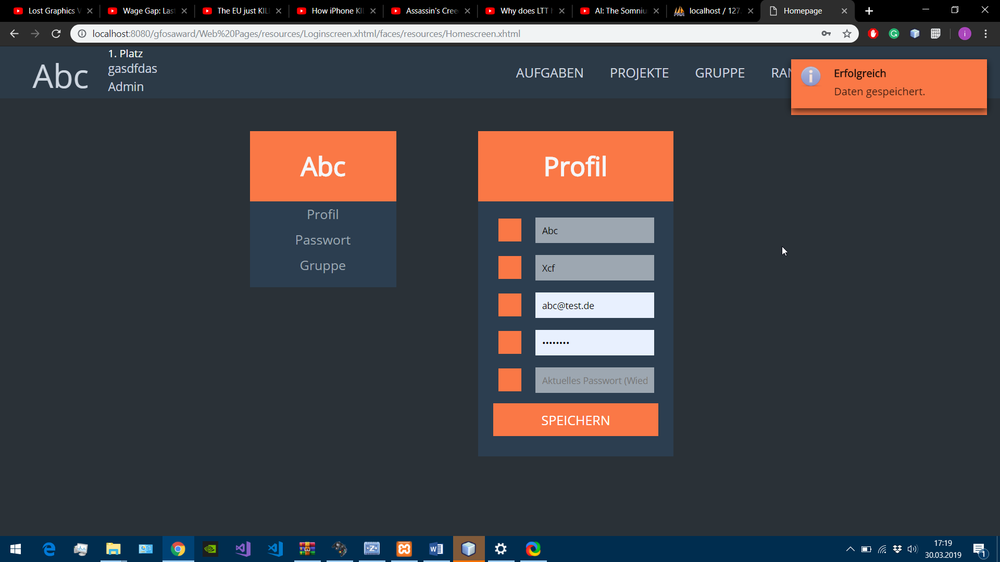 Lost Graphics V
Wage Gap: Las
The EU just KIL
How iPhone KI
Assassin's Cree
Why does LTT
AI: The Somniu
localhost / 127.
Homepage
localhost:8080/gfosaward/Web%20Pages/resources/Loginscreen.xhtml/faces/resources/Homescreen.xhtml
Abc
1. Platz
gasdfdas
Admin
AUFGABEN
PROJEKTE
GRUPPE
RAN
Erfolgreich
Daten gespeichert.
Abc
Profil
Passwort
Gruppe
Profil
Abc
Xcf
abc@test.de
••••••••
Aktuelles Passwort (Wied
SPEICHERN
17:19
30.03.2019
1